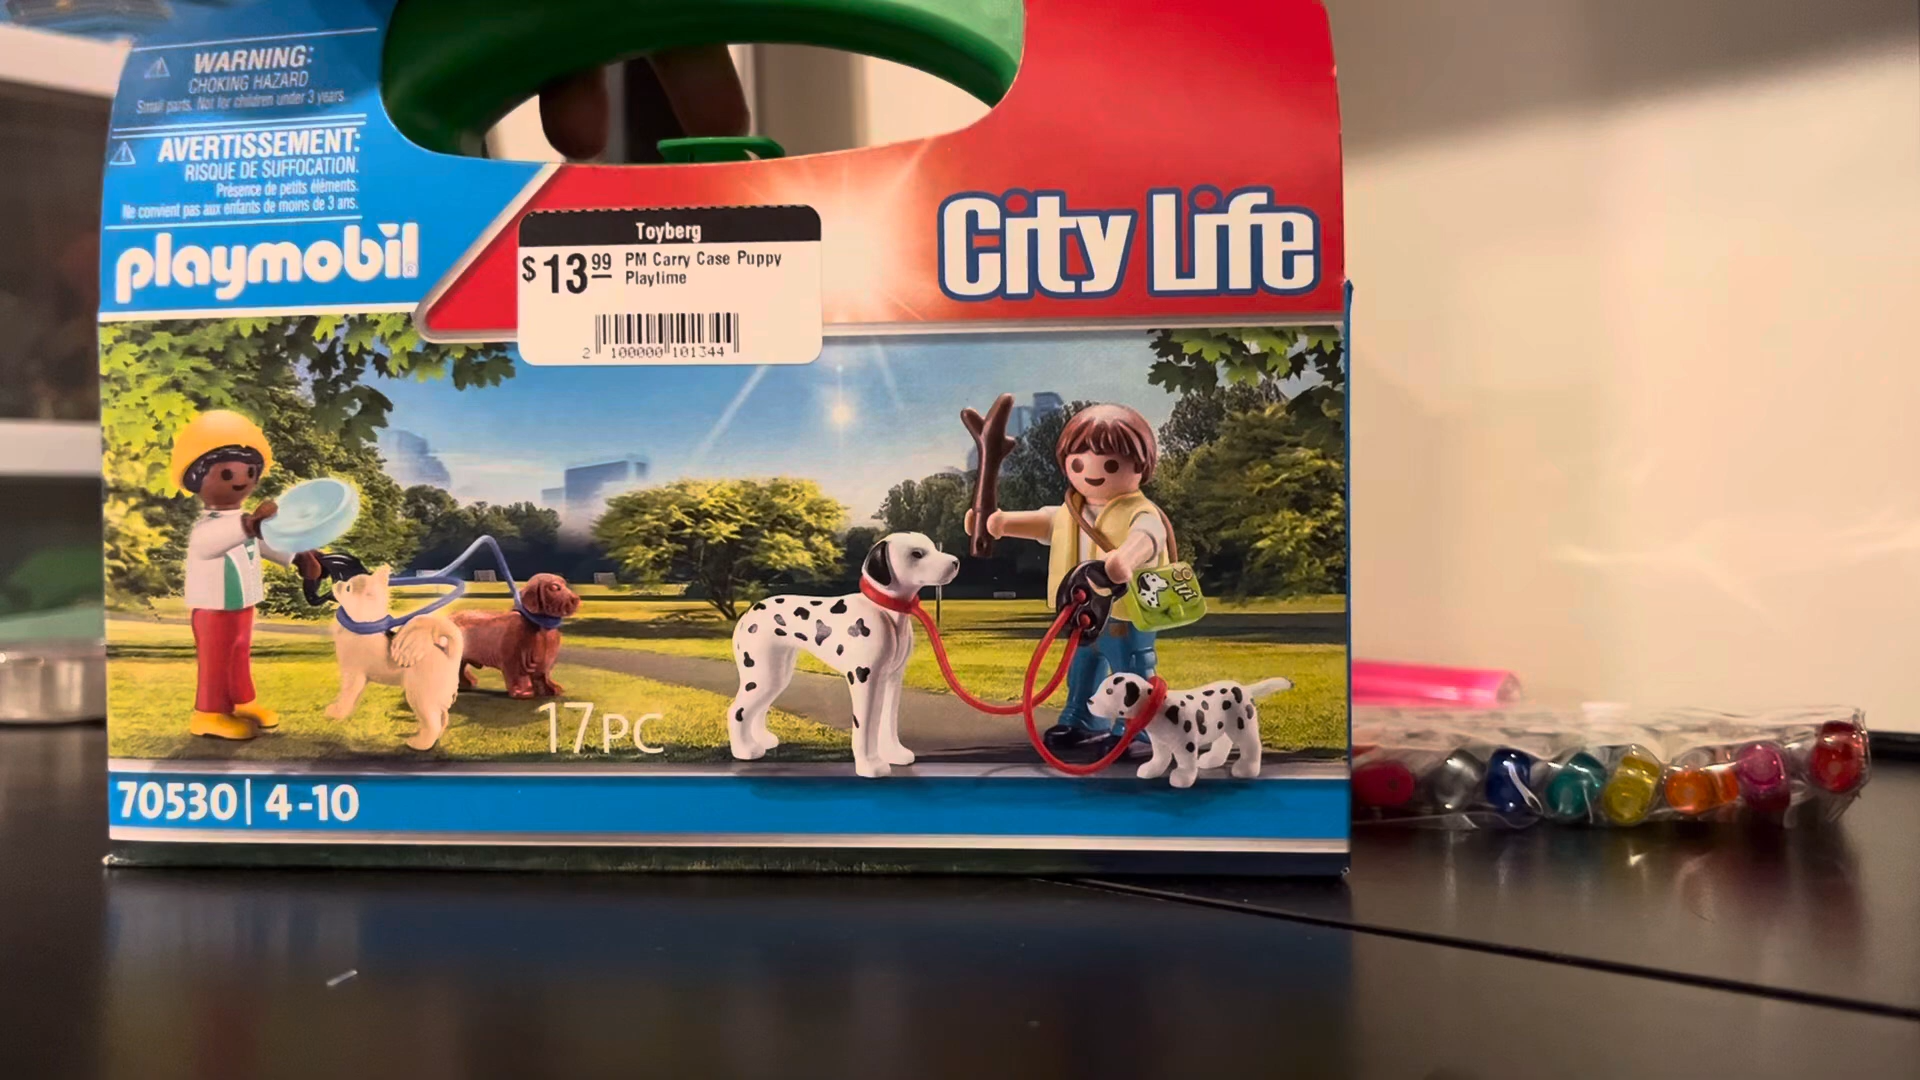 WARNING:
CHOKING HAZARD
Small parts. Not for children under 3 years.
AVERTISSEMENT:
RISQUE DE SUFFOCATION.
Présence de petits éléments.
Ne convient pas aux enfants de moins de 3 ans.
playmobil
City Life
Toyberg
$13.99 PM Carry Case Puppy
Playtime
2 100000 101344
17PC
70530 | 4-10